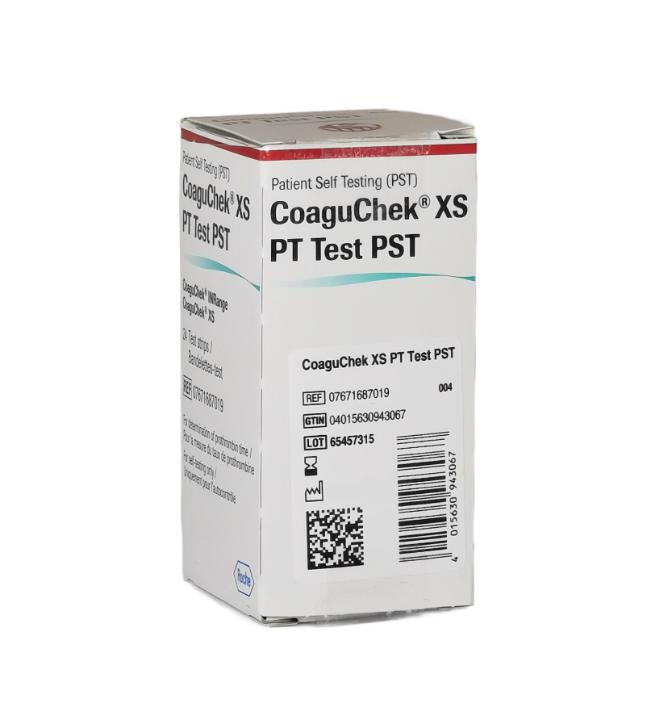 Patient Self Testing (PST)
CoaguChek® XS
PT Test PST
CoaguChek® INRange
CoaguChek® XS
24 Test strips /
Bandelettes-test
REF 07671687019
For determination of prothrombin time /
Pour la mesure du taux de prothrombine
For self-testing only /
Uniquement pour l'autocontrôle
Roche
Patient Self Testing (PST)
CoaguChek® XS
PT Test PST
CoaguChek XS PT Test PST
REF 07671687019 004
GTIN 04015630943067
LOT 65457315
4 015630 943067